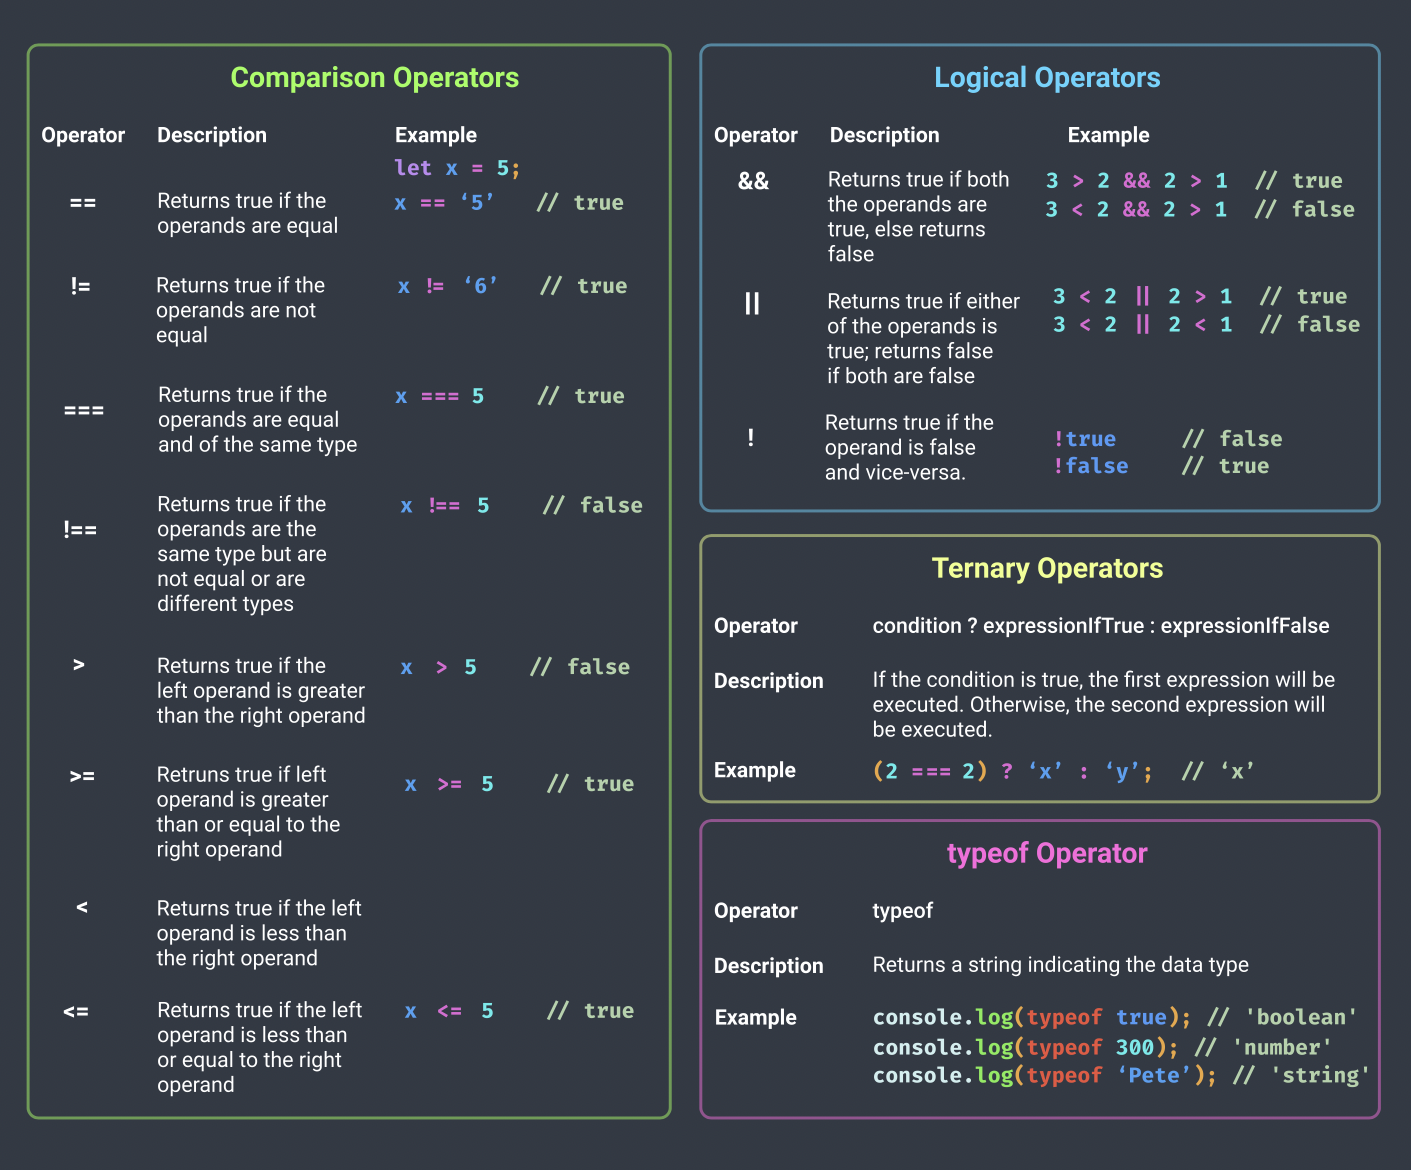 Comparison Operators
Operator Description Example
let x = 5;
== Returns true if the x == ‘5’ // true
operands are equal
!= Returns true if the x != ‘6’ // true
operands are not
equal
Returns true if the x === 5 // true
=== operands are equal
and of the same type
Returns true if the x !== 5 // false
!== operands are the
same type but are
not equal or are
different types
> Returns true if the x > 5 // false
left operand is greater
than the right operand
>= Retruns true if left x >= 5 // true
operand is greater
than or equal to the
right operand
< Returns true if the left
operand is less than
the right operand
<= Returns true if the left x <= 5 // true
operand is less than
or equal to the right
operand
Logical Operators
Operator Description Example
&& Returns true if both 3 > 2 && 2 > 1 // true
the operands are 3 < 2 && 2 > 1 // false
true, else returns
false
|| Returns true if either 3 < 2 || 2 > 1 // true
of the operands is 3 < 2 || 2 < 1 // false
true; returns false
if both are false
Returns true if the
! operand is false !true // false
and vice-versa. !false // true
Ternary Operators
Operator condition ? expressionIfTrue : expressionIfFalse
Description If the condition is true, the first expression will be
executed. Otherwise, the second expression will
be executed.
Example (2 === 2) ? ‘x’ : ‘y’; // ‘x’
typeof Operator
Operator typeof
Description Returns a string indicating the data type
Example console.log(typeof true); // 'boolean'
console.log(typeof 300); // 'number'
console.log(typeof ‘Pete’); // 'string'